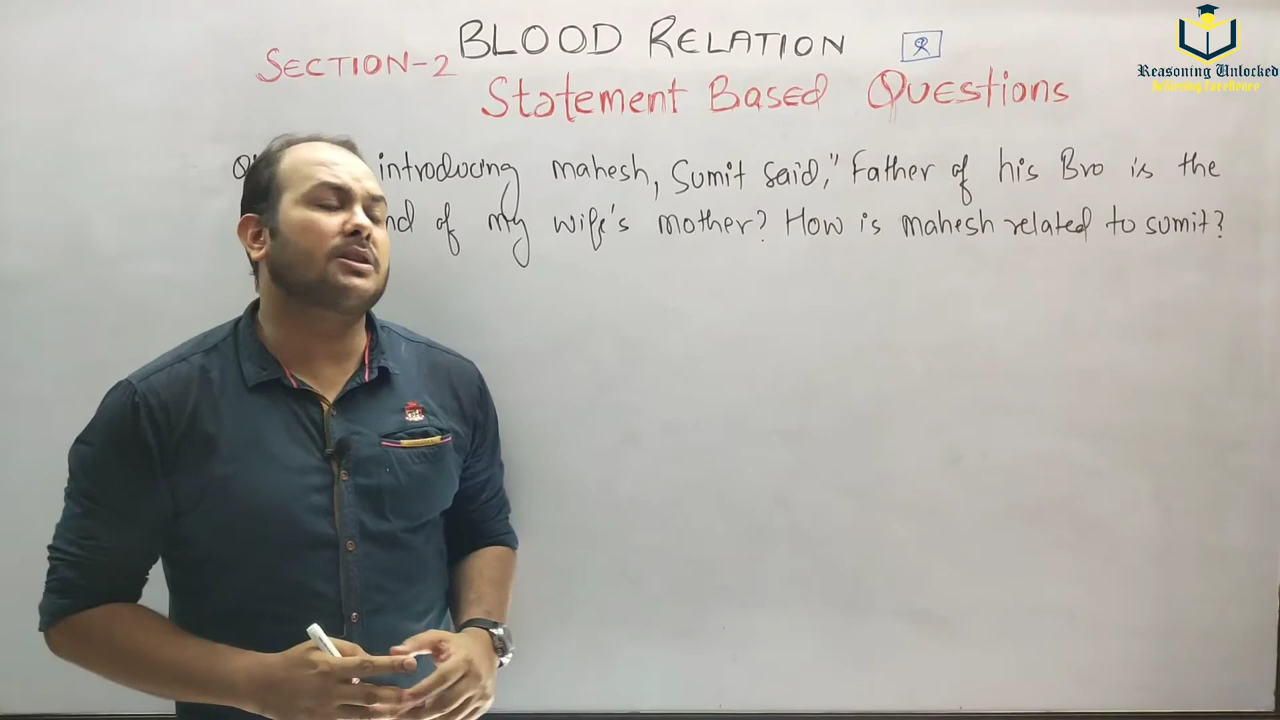 BLOOD RELATION
SECTION-2
Statement Based Questions
Reasoning Unlocked
introducing mahesh, Sumit said," Father of his Bro is the
of my wife's mother? How is mahesh related to sumit?